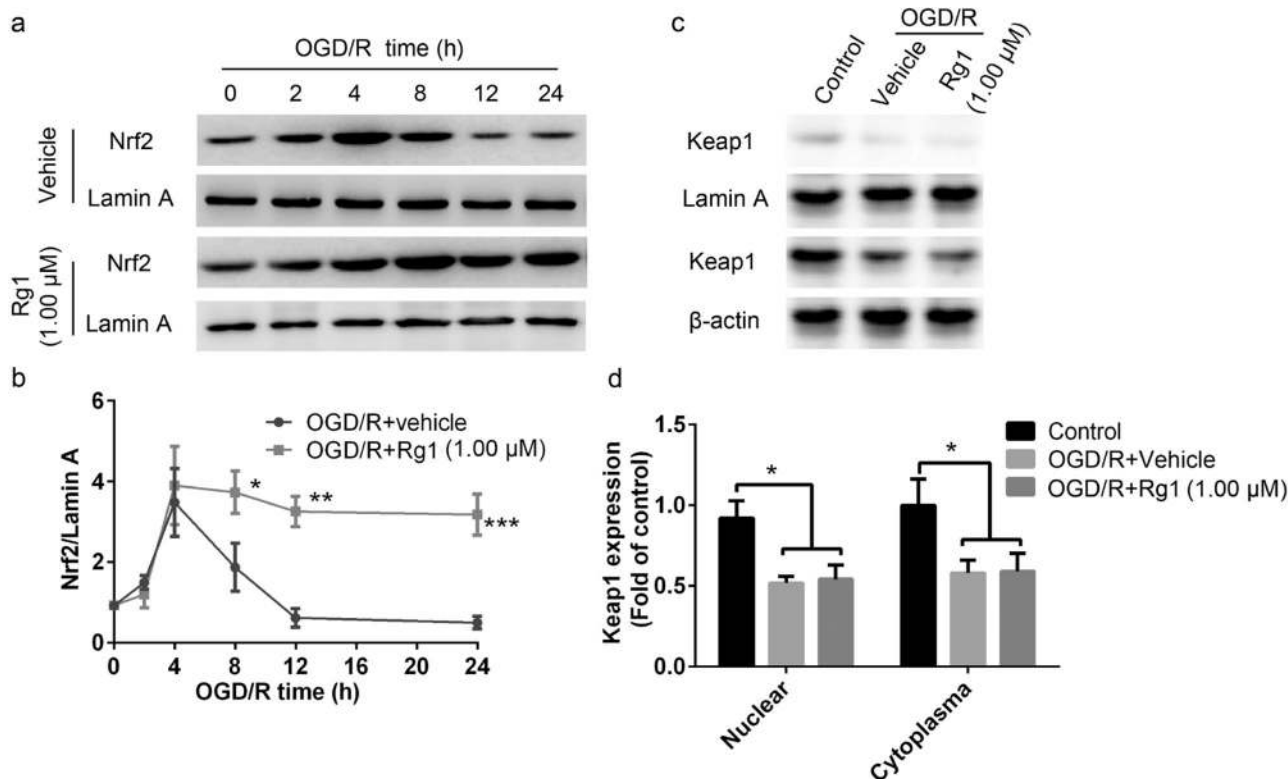 a
OGD/R time (h)
0 2 4 8 12 24
Vehicle
Nrf2
Lamin A
Rg1
(1.00 μM)
Nrf2
Lamin A
b
6
4
2
0
Nrf2/Lamin A
OGD/R+vehicle
OGD/R+Rg1 (1.00 μM)
*
**
***
0 4 8 12 16 20 24
OGD/R time (h)
c
OGD/R
Control
Vehicle
Rg1
(1.00 μM)
Keap1
Lamin A
Keap1
β-actin
d
1.5
1.0
0.5
0.0
Keap1 expression
(Fold of control)
Control
OGD/R+Vehicle
OGD/R+Rg1 (1.00 μM)
*
*
Nuclear
Cytoplasma